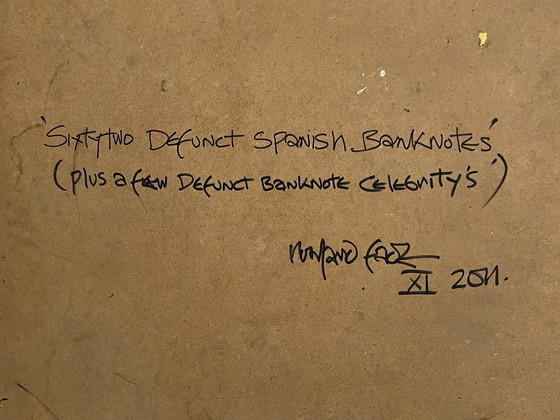 'Sixtytwo Defunct Spanish Banknotes'
(plus a few Defunct Banknote Celebrity's')
XI 2011.